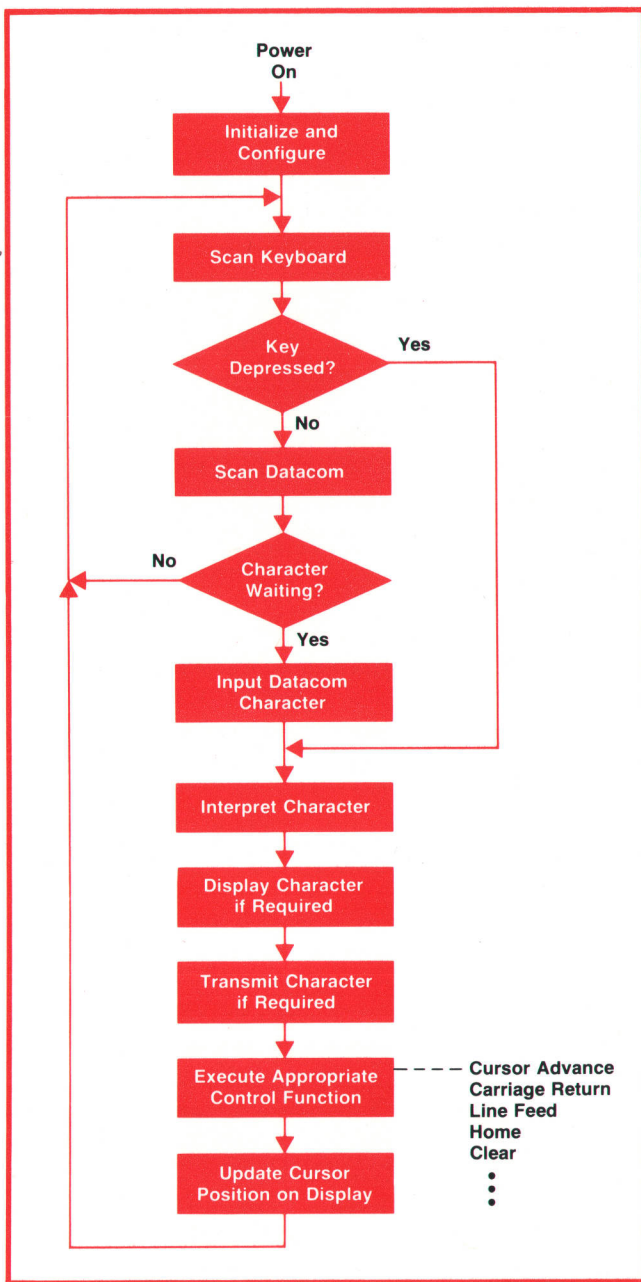 Power
On
Initialize and
Configure
Scan Keyboard
Key
Depressed?
Yes
No
Scan Datacom
No
Character
Waiting?
Yes
Input Datacom
Character
Interpret Character
Display Character
if Required
Transmit Character
if Required
Execute Appropriate
Control Function
Cursor Advance
Carriage Return
Line Feed
Home
Clear
Update Cursor
Position on Display